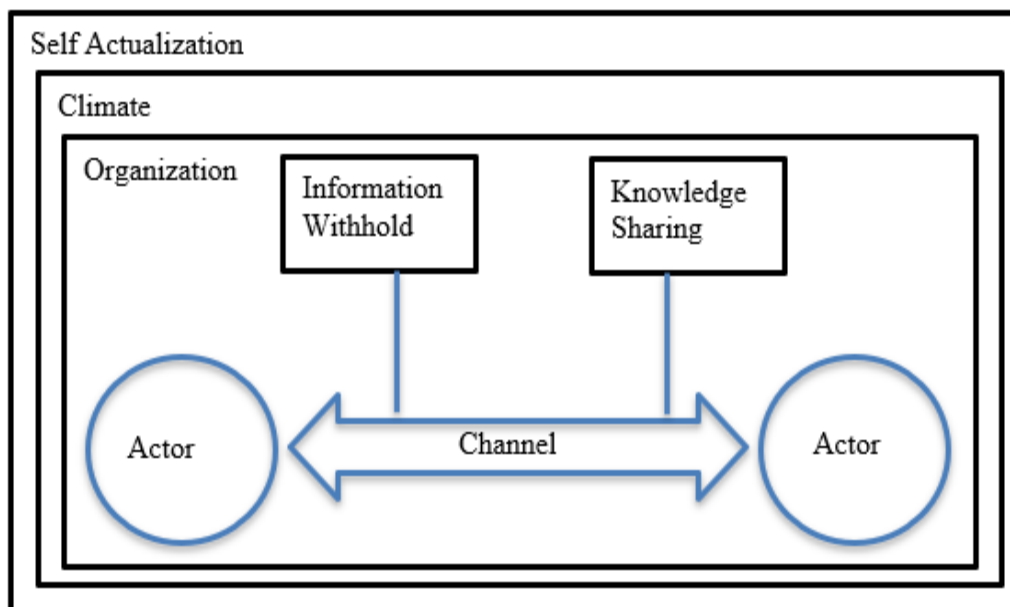 Self Actualization
Climate
Organization
Information
Withhold
Knowledge
Sharing
Actor
Channel
Actor